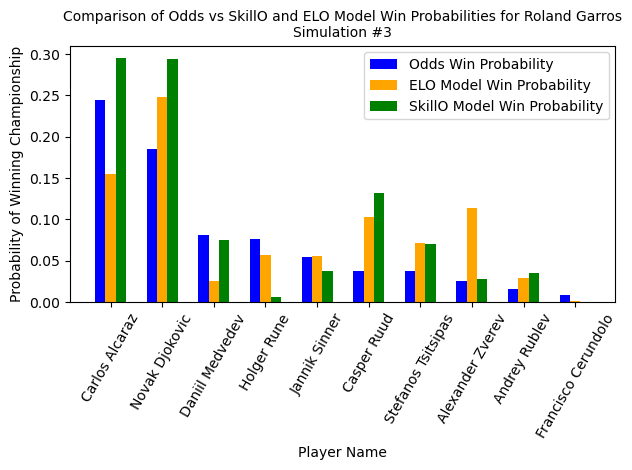 Comparison of Odds vs SkillO and ELO Model Win Probabilities for Roland Garros
Simulation #3
Odds Win Probability
ELO Model Win Probability
SkillO Model Win Probability
Probability of Winning Championship
0.30
0.25
0.20
0.15
0.10
0.05
0.00
Carlos Alcaraz
Novak Djokovic
Daniil Medvedev
Holger Rune
Jannik Sinner
Casper Ruud
Stefanos Tsitsipas
Alexander Zverev
Andrey Rublev
Francisco Cerundolo
Player Name